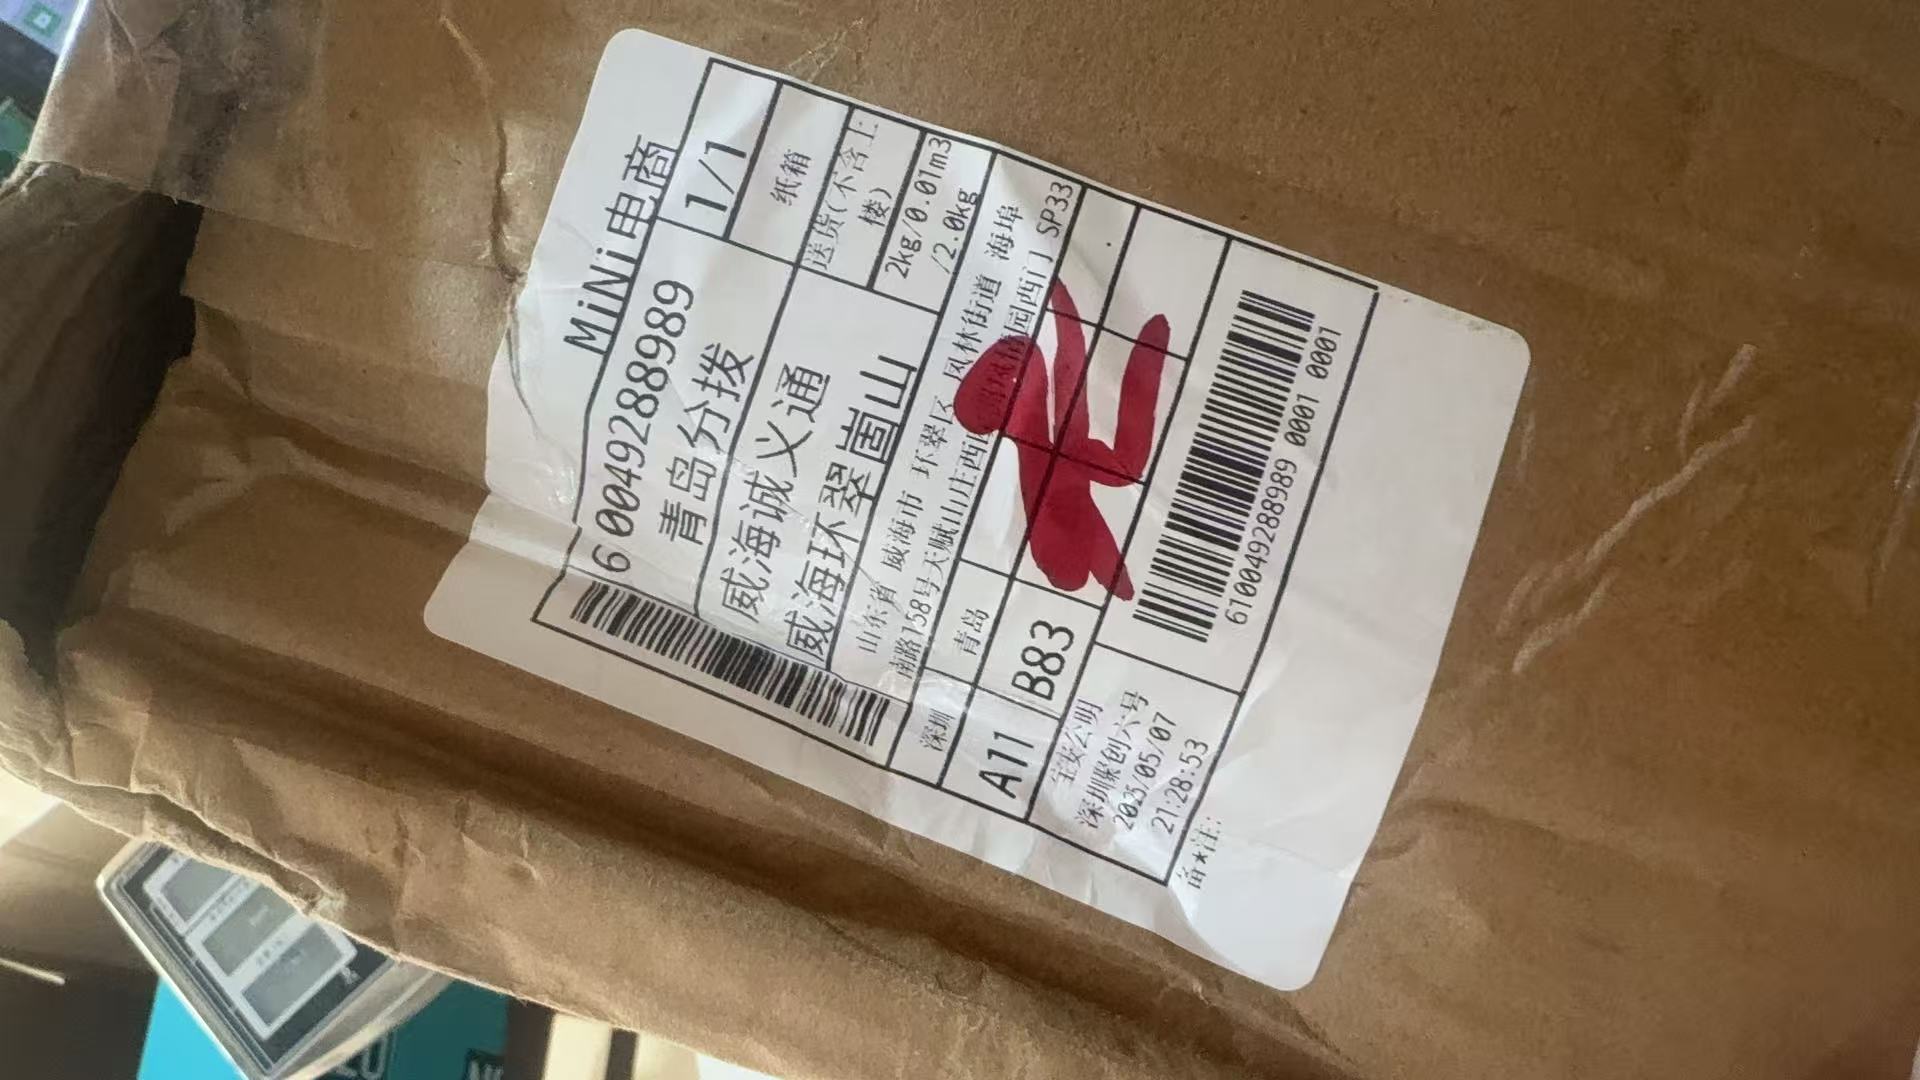 MiNi电商
610049288989
1/1
青岛分拨
纸箱
威海诚义通
送货(不含上
楼)
威海环翠崮山
2kg/0.01m3
/2.0kg
山东省 威海市 环翠区 凤林街道 海埠
南路158号天赋山庄西 园西门 SP33
深圳
青岛
A11
B83
宝安公明
深圳聚创六号
2025/05/07
21:28:53
610049288989 0001 0001
备*注: